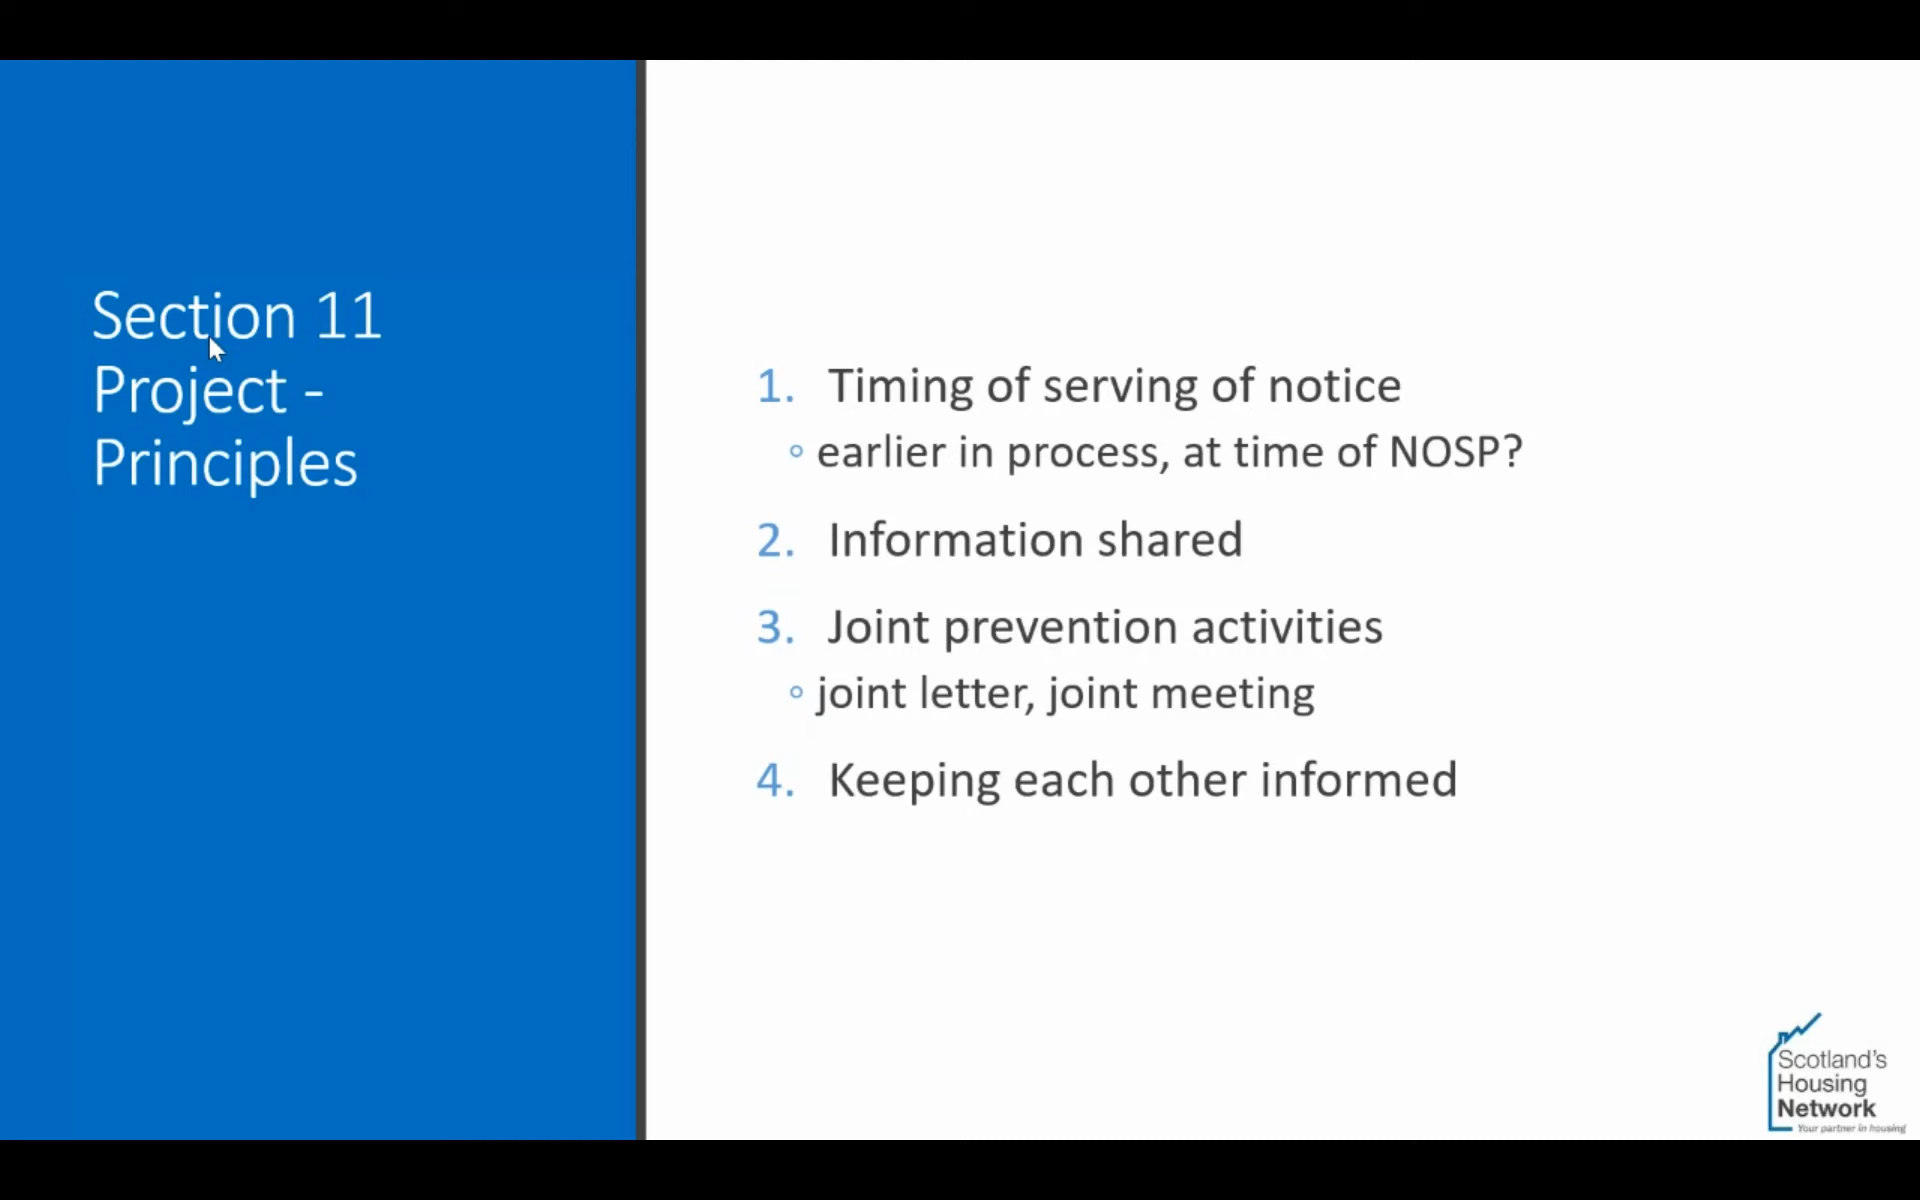 Section 11
Project -
Principles
1. Timing of serving of notice
◦ earlier in process, at time of NOSP?
2. Information shared
3. Joint prevention activities
◦ joint letter, joint meeting
4. Keeping each other informed
Scotland's
Housing
Network
Your partner in housing